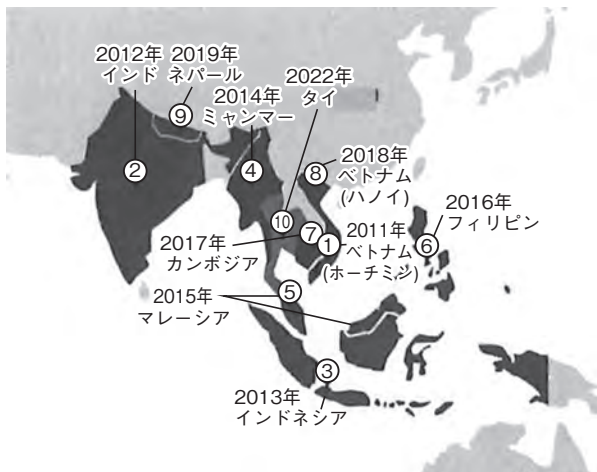 2012年
インド
2019年
ネパール
2014年
ミャンマー
2022年
タイ
⑨
②
④
⑧
2018年
ベトナム
(ハノイ)
⑩
2017年
カンボジア
⑦
①
2011年
ベトナム
(ホーチミン)
2016年
フィリピン
⑥
2015年
マレーシア
⑤
③
2013年
インドネシア